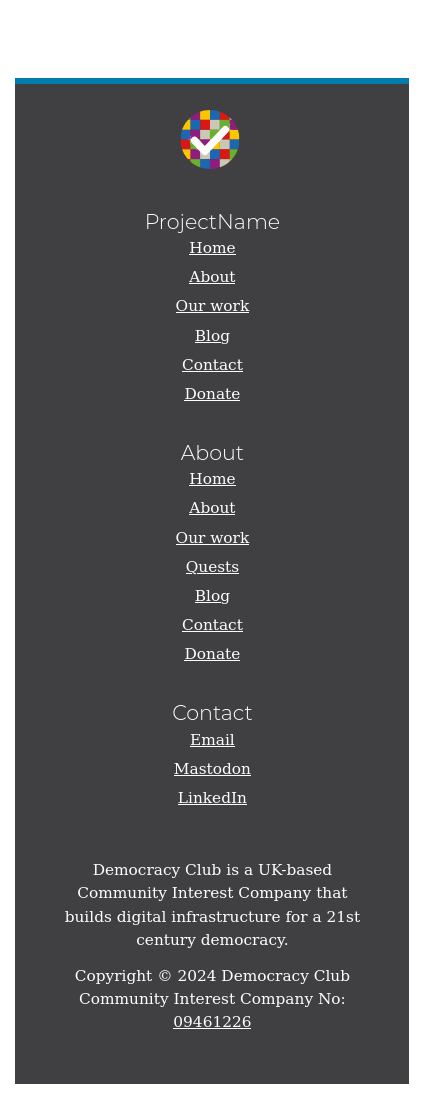 ProjectName
Home
About
Our work
Blog
Contact
Donate
About
Home
About
Our work
Quests
Blog
Contact
Donate
Contact
Email
Mastodon
LinkedIn
Democracy Club is a UK-based
Community Interest Company that
builds digital infrastructure for a 21st
century democracy.
Copyright © 2024 Democracy Club
Community Interest Company No:
09461226